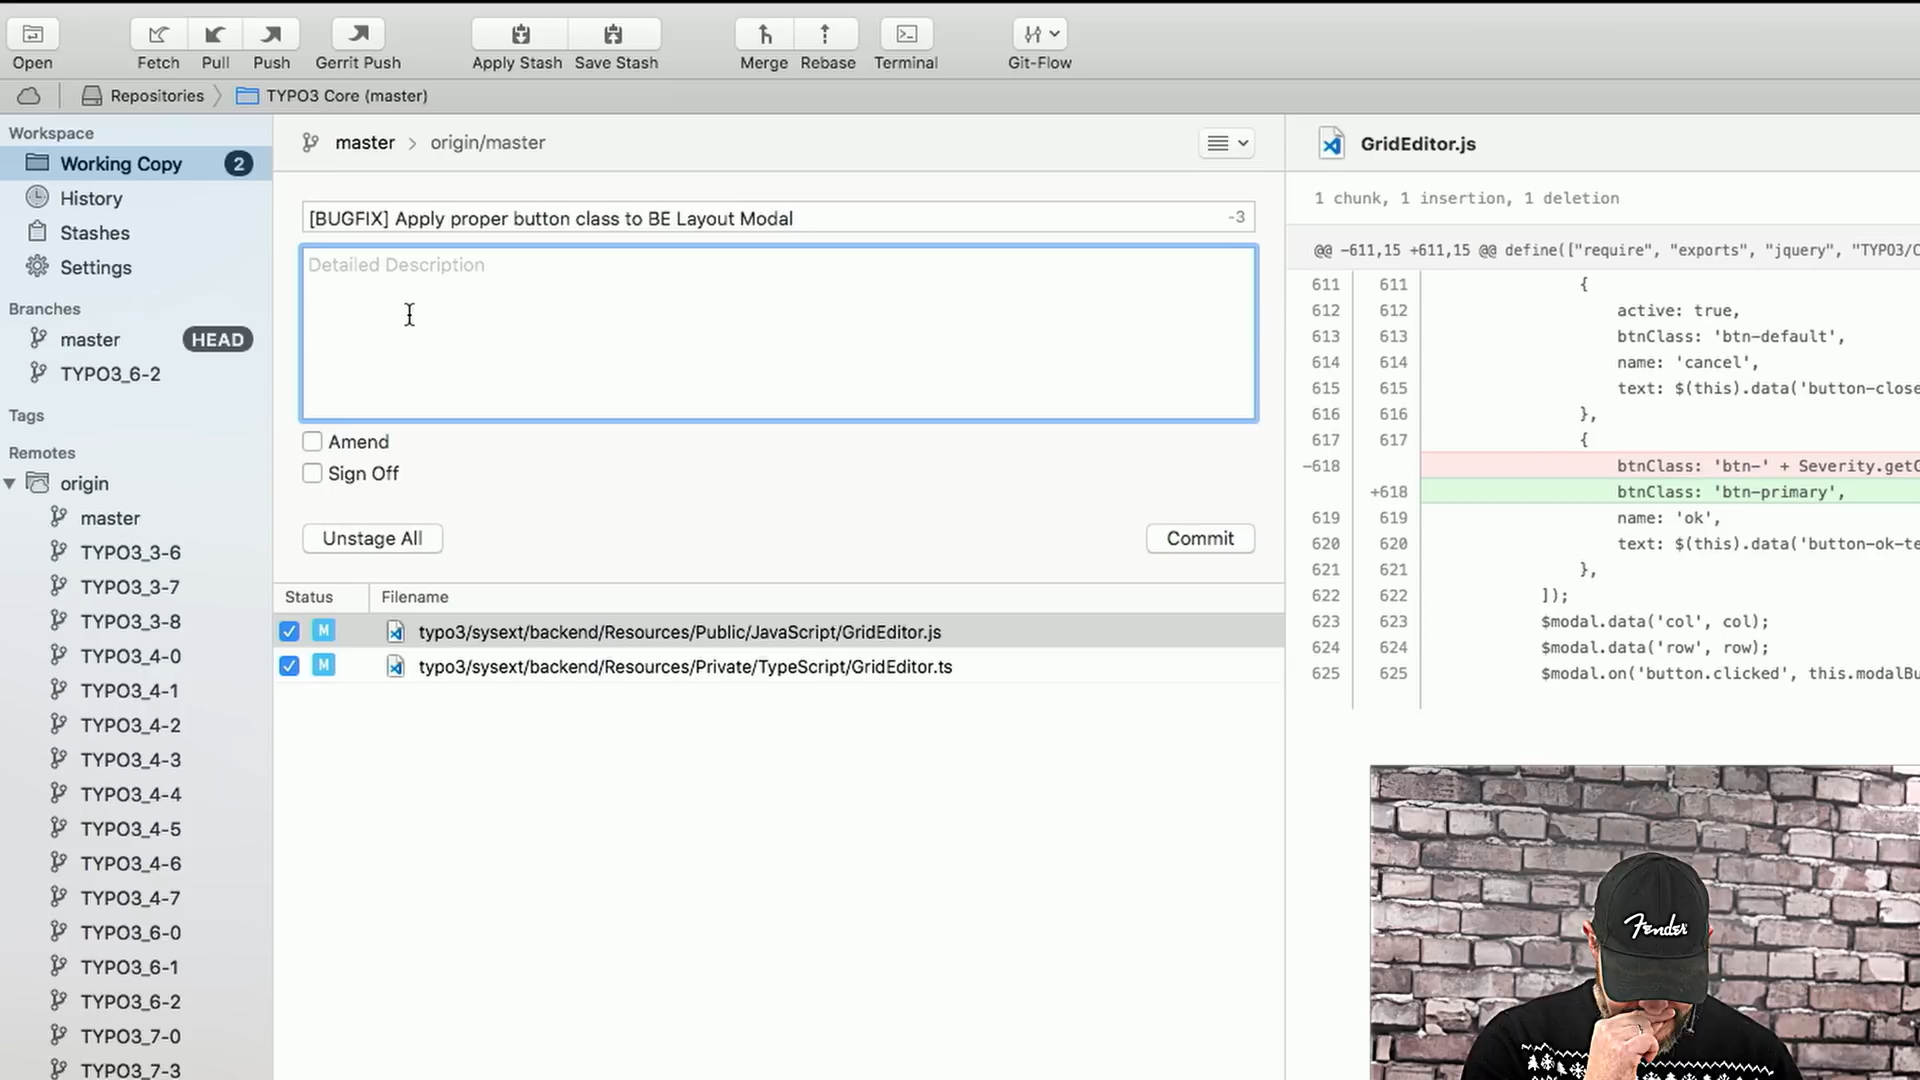 Open
Fetch
Pull
Push
Gerrit Push
Apply Stash
Save Stash
Merge
Rebase
Terminal
Git-Flow
Repositories
TYPO3 Core (master)
Workspace
Working Copy 2
History
Stashes
Settings
Branches
master HEAD
TYPO3_6-2
Tags
Remotes
origin
master
TYPO3_3-6
TYPO3_3-7
TYPO3_3-8
TYPO3_4-0
TYPO3_4-1
TYPO3_4-2
TYPO3_4-3
TYPO3_4-4
TYPO3_4-5
TYPO3_4-6
TYPO3_4-7
TYPO3_6-0
TYPO3_6-1
TYPO3_6-2
TYPO3_7-0
TYPO3_7-3
master > origin/master
[BUGFIX] Apply proper button class to BE Layout Modal -3
Detailed Description
Amend
Sign Off
Unstage All
Commit
Status Filename
M typo3/sysext/backend/Resources/Public/JavaScript/GridEditor.js
M typo3/sysext/backend/Resources/Private/TypeScript/GridEditor.ts
GridEditor.js
1 chunk, 1 insertion, 1 deletion
@@ -611,15 +611,15 @@ define(["require", "exports", "jquery", "TYPO3/C
611 611 {
612 612 active: true,
613 613 btnClass: 'btn-default',
614 614 name: 'cancel',
615 615 text: $(this).data('button-close
616 616 },
617 617 {
-618 btnClass: 'btn-' + Severity.getC
+618 btnClass: 'btn-primary',
619 619 name: 'ok',
620 620 text: $(this).data('button-ok-te
621 621 },
622 622 ]);
623 623 $modal.data('col', col);
624 624 $modal.data('row', row);
625 625 $modal.on('button.clicked', this.modalBu
Fender